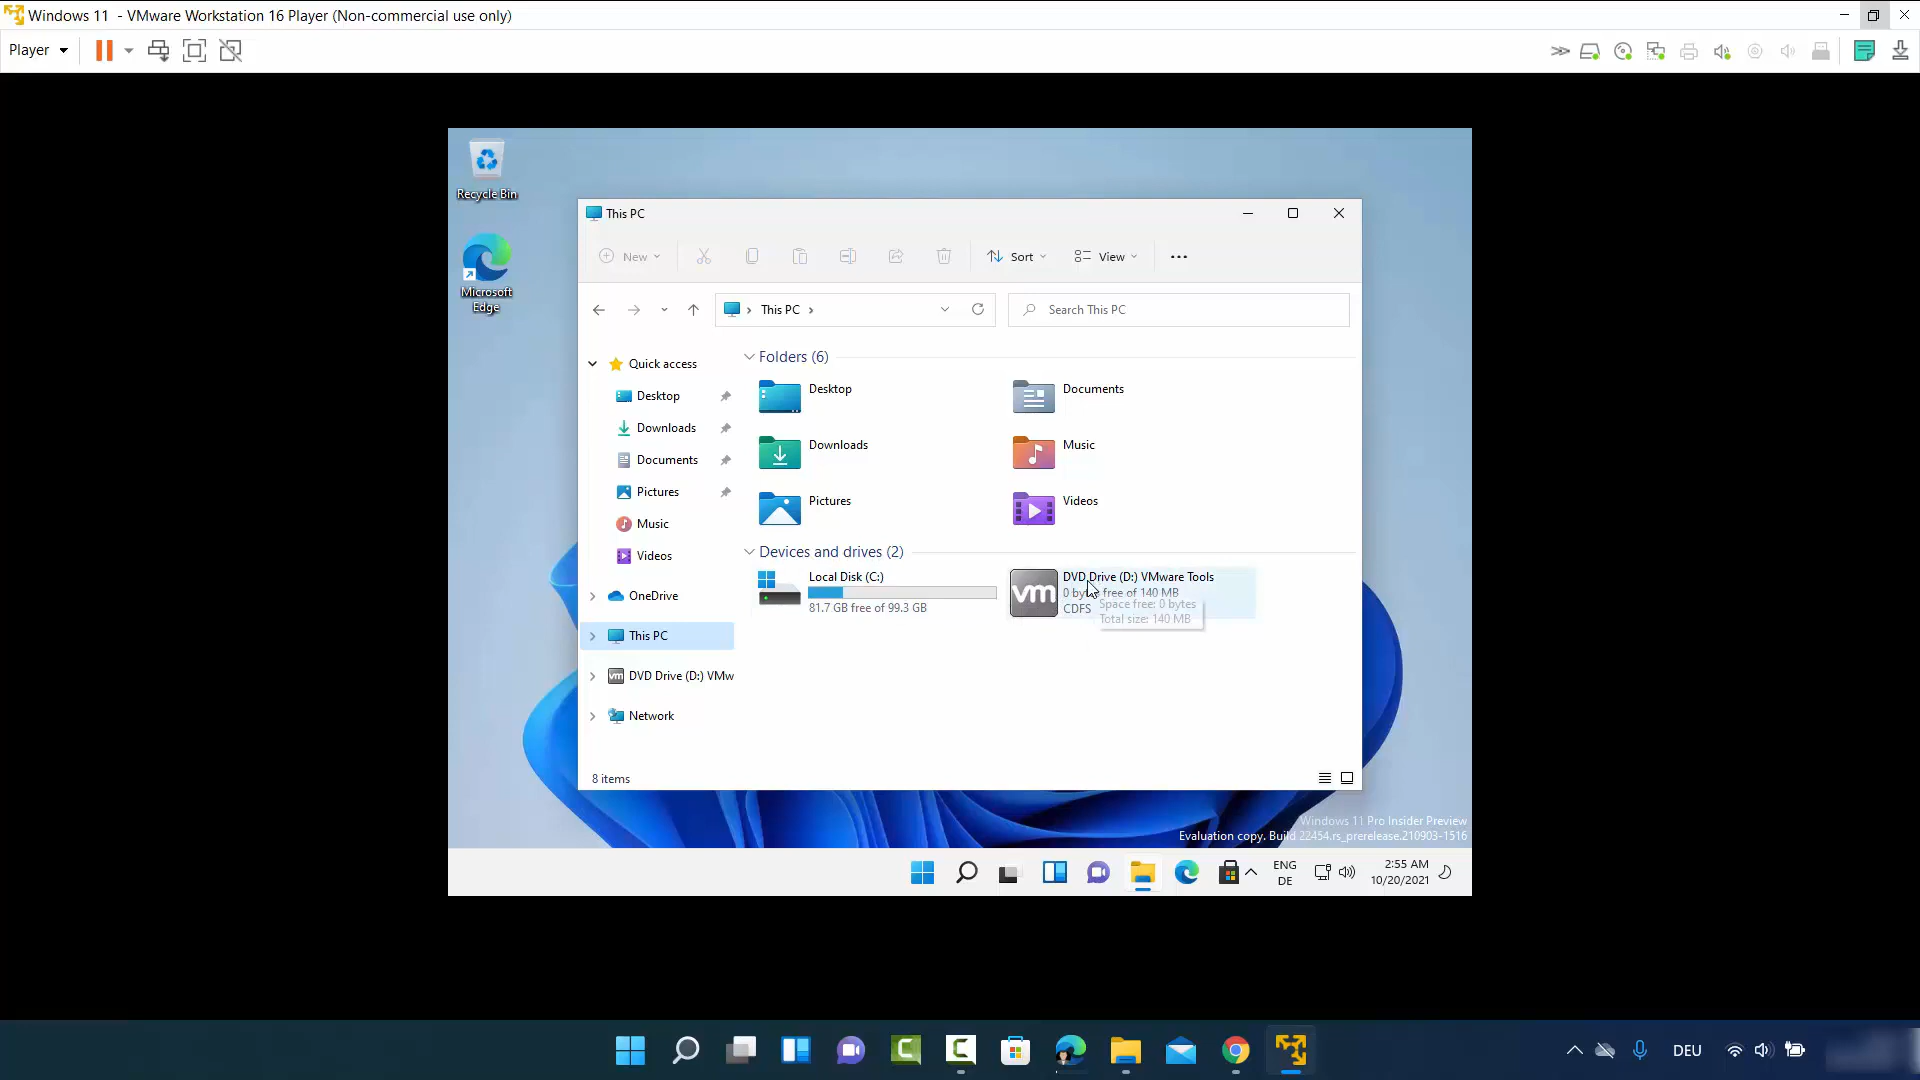 Windows 11 - VMware Workstation 16 Player (Non-commercial use only)
Player
Recycle Bin
Microsoft
Edge
This PC
New
Sort
View
This PC
Search This PC
Quick access
Desktop
Downloads
Documents
Pictures
Music
Videos
OneDrive
This PC
DVD Drive (D:) VMw
Network
Folders (6)
Desktop
Documents
Downloads
Music
Pictures
Videos
Devices and drives (2)
Local Disk (C:)
81.7 GB free of 99.3 GB
vm
DVD Drive (D:) VMware Tools
0 bytes free of 140 MB
CDFS
Space free: 0 bytes
Total size: 140 MB
8 items
Windows 11 Pro Insider Preview
Evaluation copy. Build 22454.rs_prerelease.210903-1516
ENG
DE
2:55 AM
10/20/2021
DEU